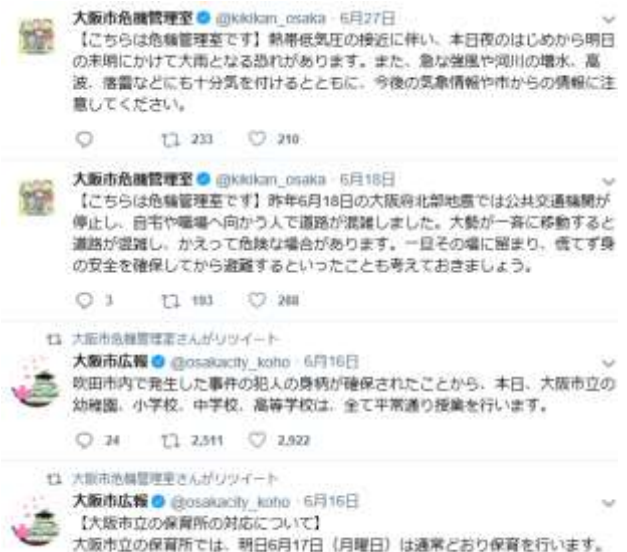 大阪市危機管理室 @kikikan_osaka 6月27日
【こちらは危機管理室です】熱帯低気圧の接近に伴い、本日夜のはじめから明日
の未明にかけて大雨となる恐れがあります。また、急な強風や河川の増水、高
波、落雷などにも十分気を付けるとともに、今後の気象情報や市からの情報に注
意してください。
233 210
大阪市危機管理室 @kikikan_osaka 6月18日
【こちらは危機管理室です】昨年6月18日の大阪府北部地震では公共交通機関が
停止し、自宅や職場へ向かう人で道路が混雑しました。大勢が一斉に移動すると
道路が混雑し、かえって危険な場合があります。一旦その場に留まり、慌てず身
の安全を確保してから避難するといったことも考えておきましょう。
3 193 268
大阪市危機管理室さんがリツイート
大阪市広報 @osakacity_koho 6月16日
吹田市内で発生した事件の犯人の身柄が確保されたことから、本日、大阪市立の
幼稚園、小学校、中学校、高等学校は、全て平常通り授業を行います。
24 2,511 2,922
大阪市危機管理室さんがリツイート
大阪市広報 @osakacity_koho 6月16日
【大阪市立の保育所の対応について】
大阪市立の保育所では、明日6月17日(月曜日)は通常どおり保育を行います。